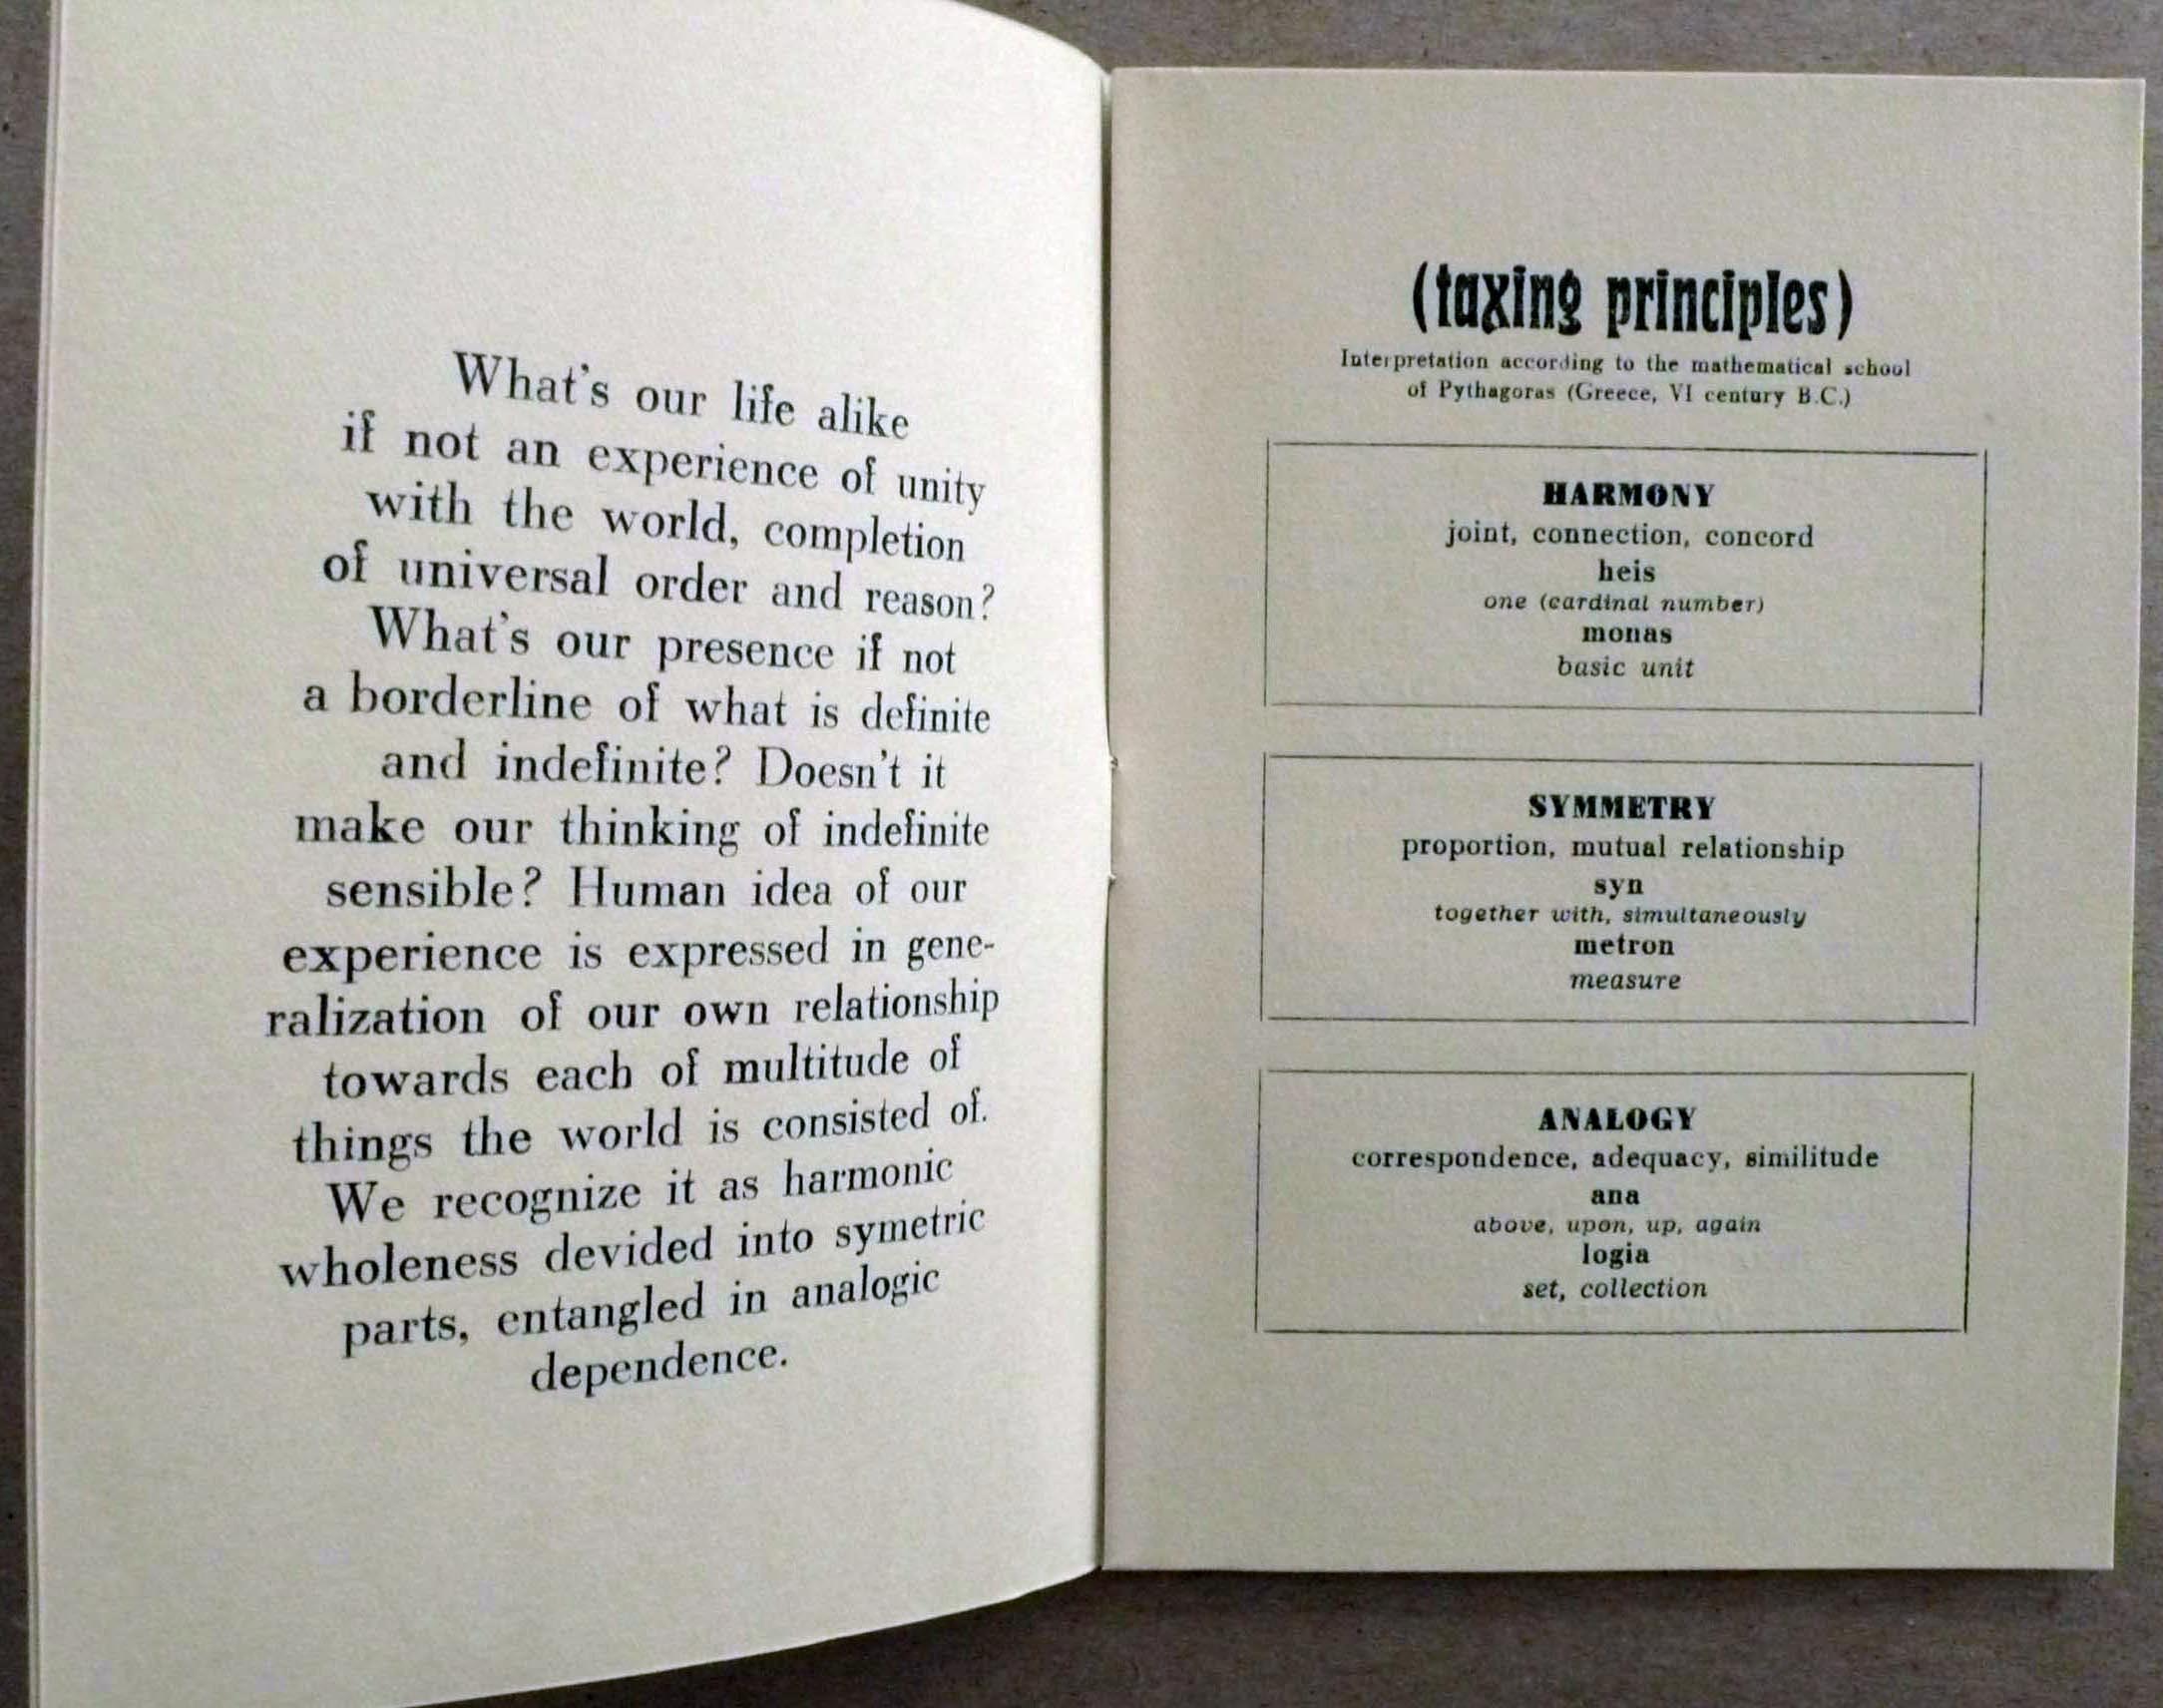 What's our life alike
if not an experience of unity
with the world, completion
of universal order and reason?
What's our presence if not
a borderline of what is definite
and indefinite? Doesn't it
make our thinking of indefinite
sensible? Human idea of our
experience is expressed in gene-
ralization of our own relationship
towards each of multitude of
things the world is consisted of.
We recognize it as harmonic
wholeness devided into symetric
parts, entangled in analogic
dependence.
(taxing principles)
Interpretation according to the mathematical school
of Pythagoras (Greece, VI century B.C.)
HARMONY
joint, connection, concord
heis
one (cardinal number)
monas
basic unit
SYMMETRY
proportion, mutual relationship
syn
together with, simultaneously
metron
measure
ANALOGY
correspondence, adequacy, similitude
ana
above, upon, up, again
logia
set, collection